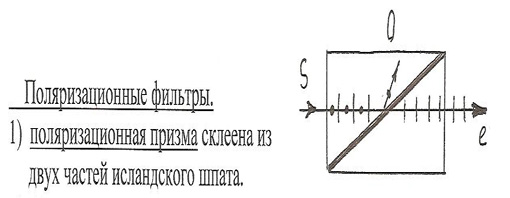 Поляризационные фильтры.
1) поляризационная призма склеена из
двух частей исландского шпата.
O
S
e